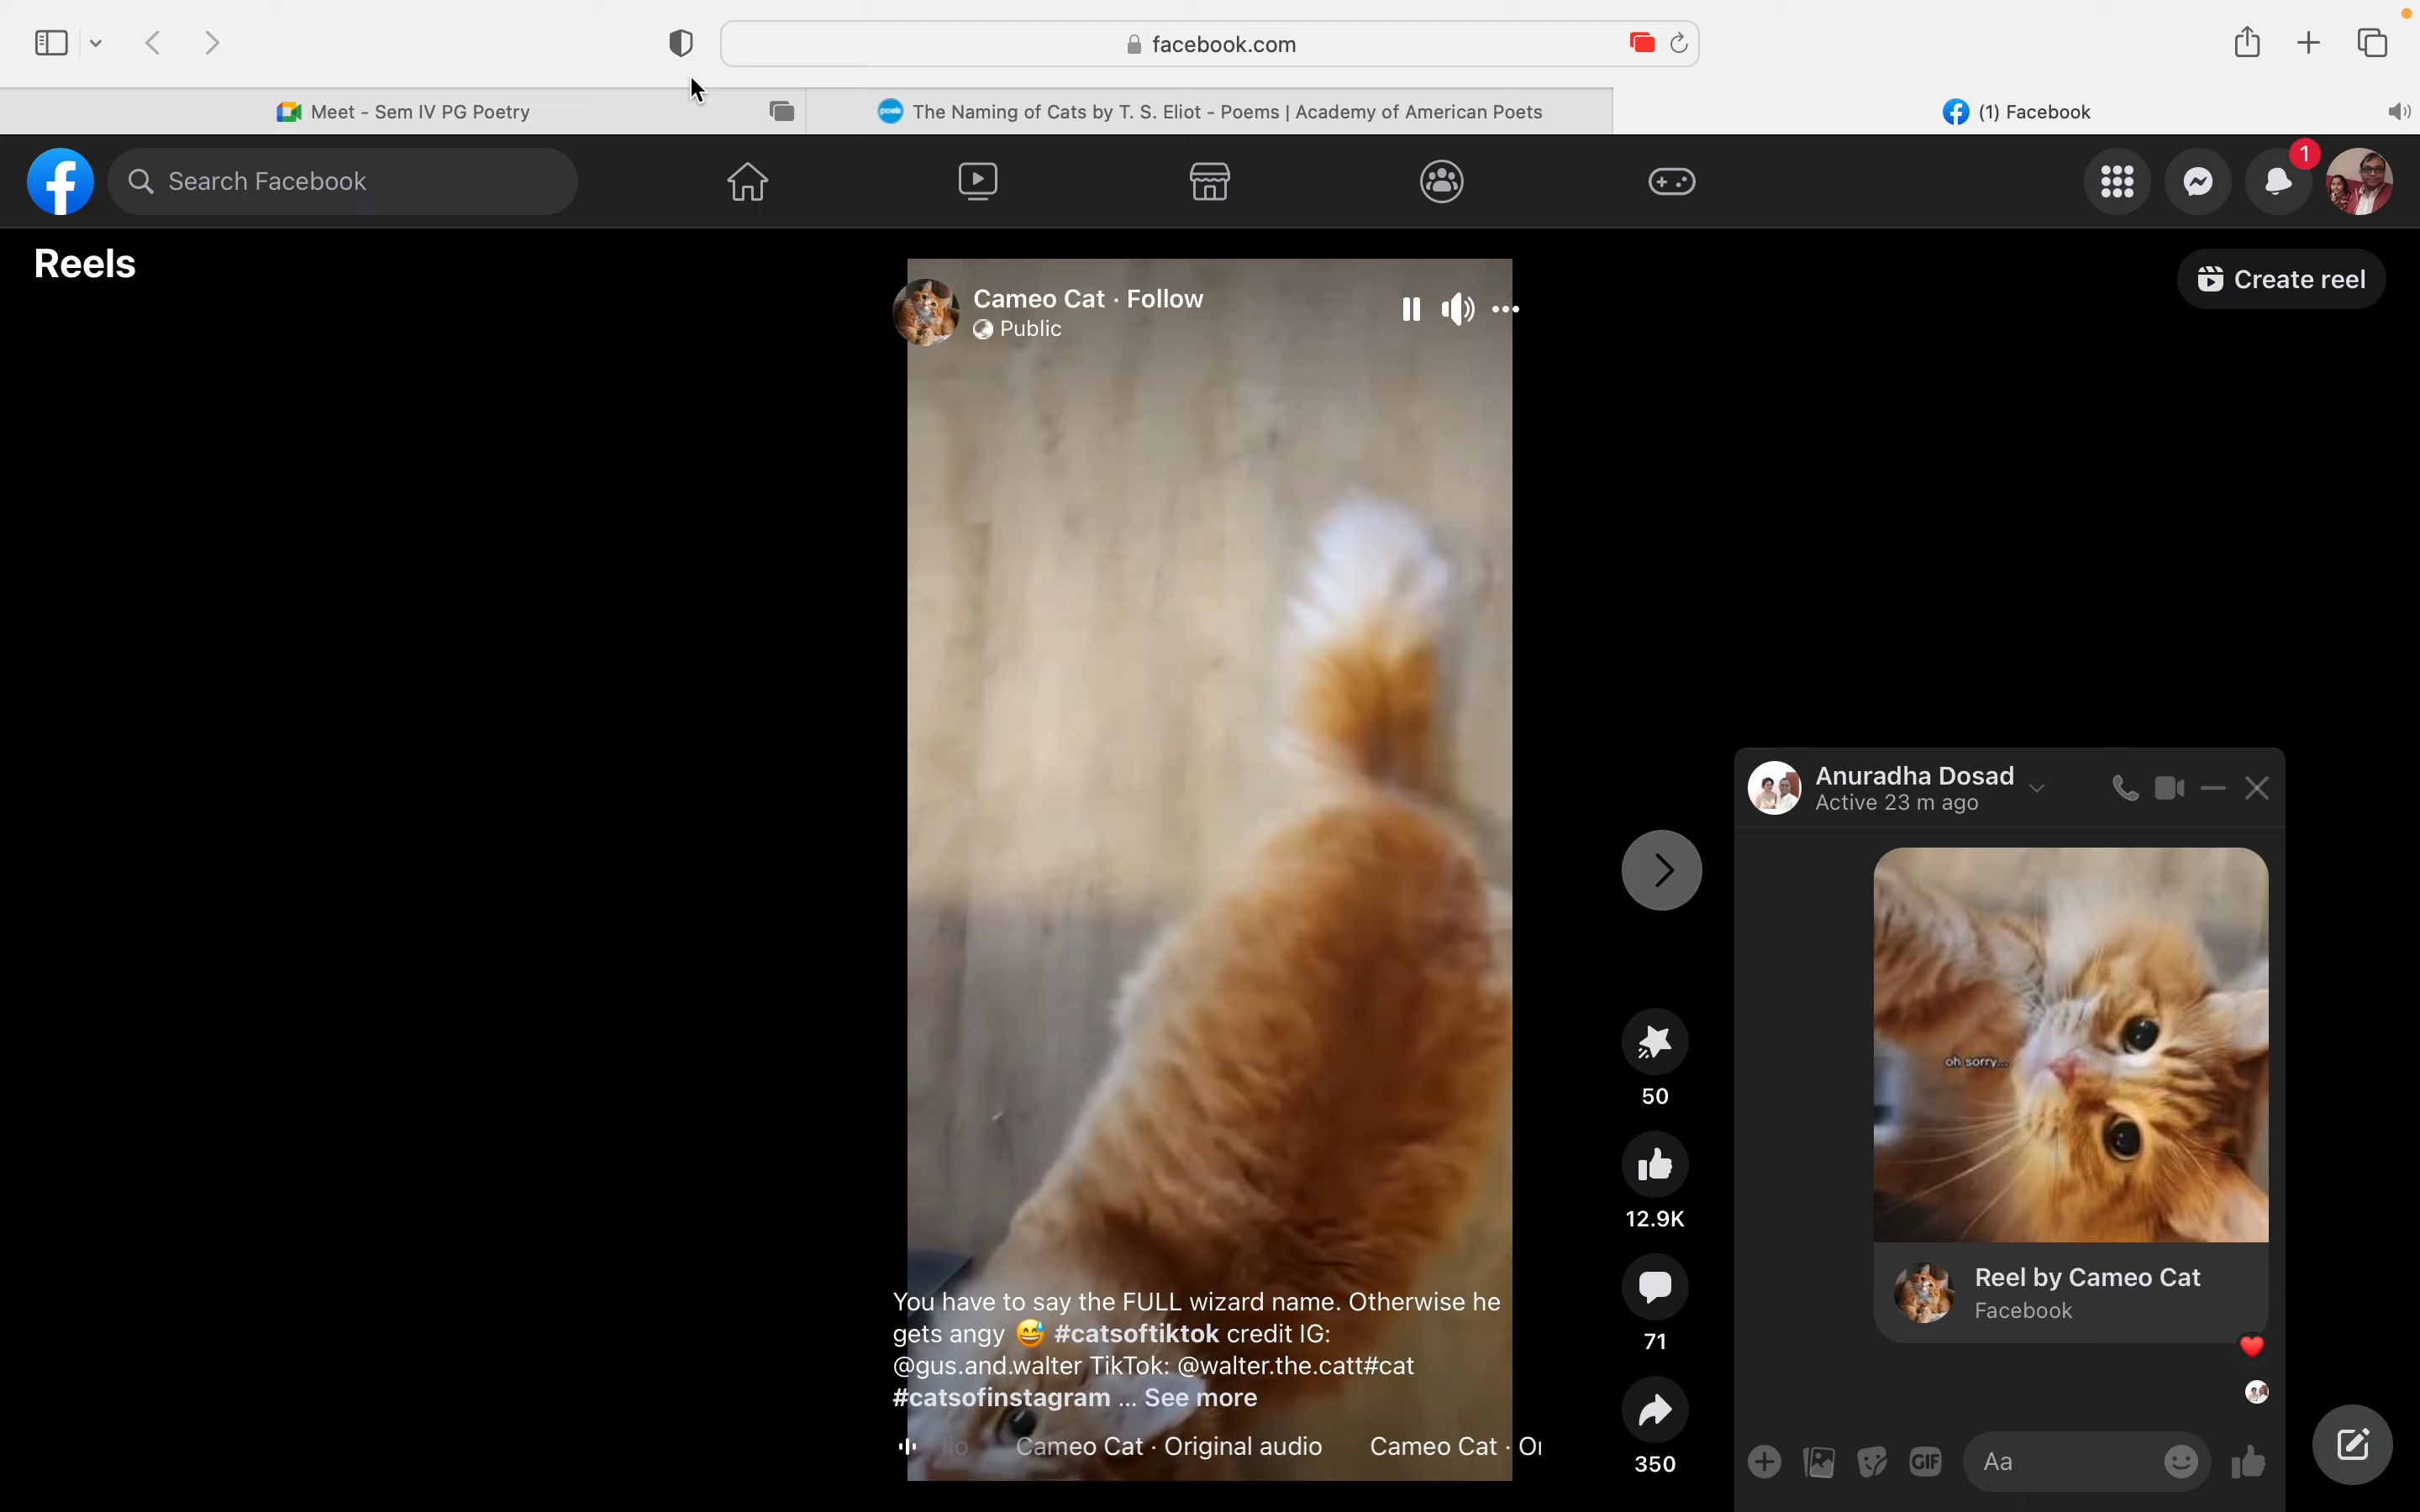 facebook.com
Meet - Sem IV PG Poetry
The Naming of Cats by T. S. Eliot - Poems | Academy of American Poets
(1) Facebook
Search Facebook
1
Reels
Create reel
Cameo Cat · Follow
Public
Anuradha Dosad
Active 23 m ago
oh sorry...
Reel by Cameo Cat
Facebook
50
12.9K
71
350
You have to say the FULL wizard name. Otherwise he
gets angy 😅 #catsoftiktok credit IG:
@gus.and.walter TikTok: @walter.the.catt#cat
#catsofinstagram ... See more
Cameo Cat · Original audio
Cameo Cat ·
GIF
Aa